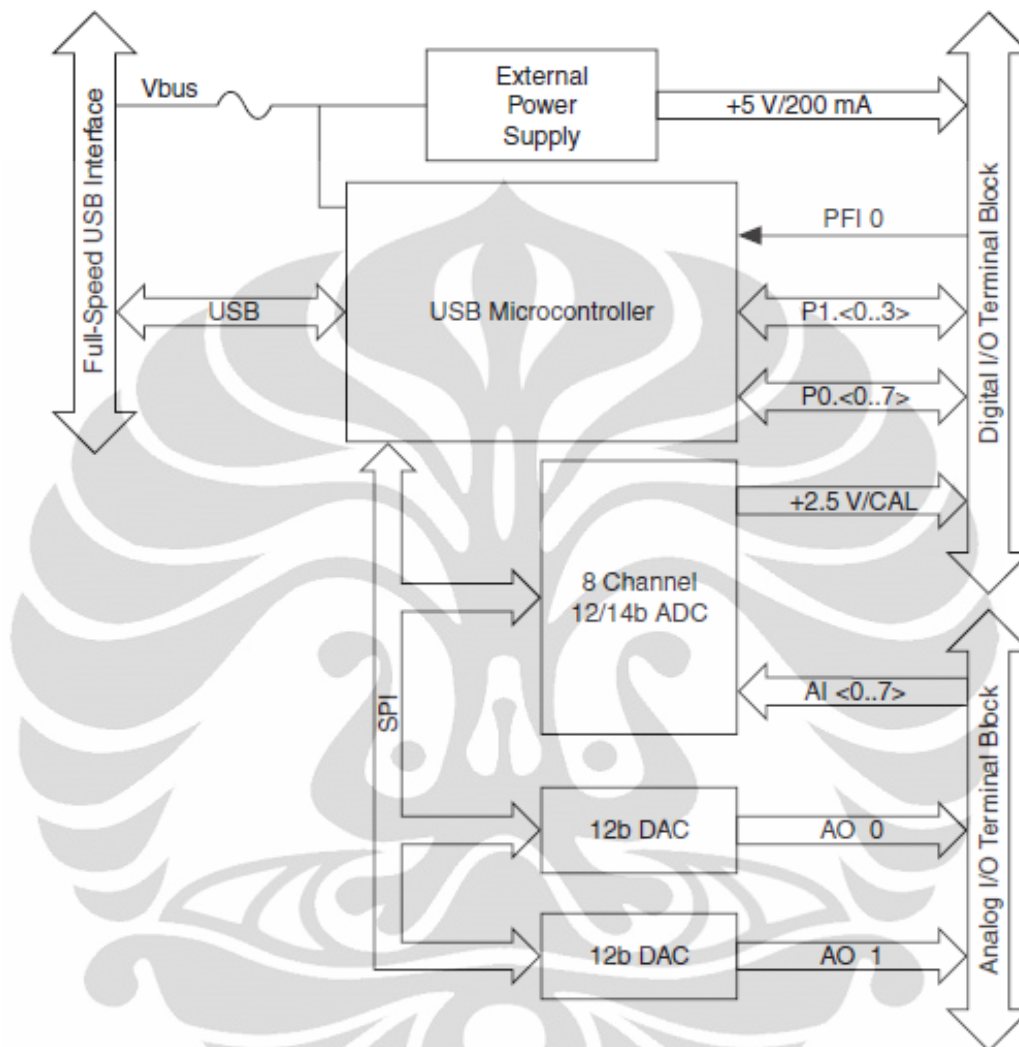 Full-Speed USB Interface
Vbus
External
Power
Supply
+5 V/200 mA
Digital I/O Terminal Block
PFI 0
USB
USB Microcontroller
P1.<0..3>
P0.<0..7>
+2.5 V/CAL
8 Channel
12/14b ADC
AI <0..7>
SPI
Analog I/O Terminal Block
12b DAC
AO 0
12b DAC
AO 1